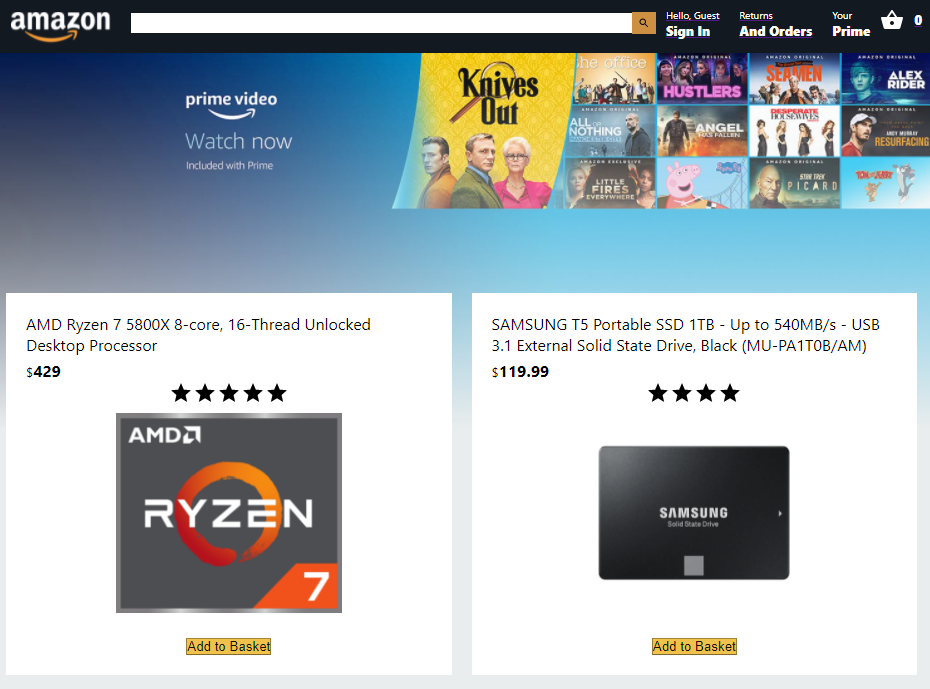 amazon
Hello, Guest
Sign In
Returns
And Orders
Your
Prime
0
prime video
Watch now
Included with Prime
Knives
Out
the office
AMAZON ORIGINAL
HUSTLERS
AMAZON ORIGINAL
SEAMEN
AMAZON ORIGINAL
ALEX
RIDER
AMAZON ORIGINAL
ALL OR
NOTHING
ANGEL
HAS FALLEN
DESPERATE
HOUSEWIVES
AMAZON ORIGINAL
ANDY MURRAY
RESURFACING
AMAZON EXCLUSIVE
LITTLE
FIRES
EVERYWHERE
Peppa Pig
AMAZON ORIGINAL
STAR TREK
PICARD
TOM and JERRY
AMD Ryzen 7 5800X 8-core, 16-Thread Unlocked
Desktop Processor
$429
AMD
RYZEN
7
Add to Basket
SAMSUNG T5 Portable SSD 1TB - Up to 540MB/s - USB
3.1 External Solid State Drive, Black (MU-PA1T0B/AM)
$119.99
SAMSUNG
Solid State Drive
Add to Basket